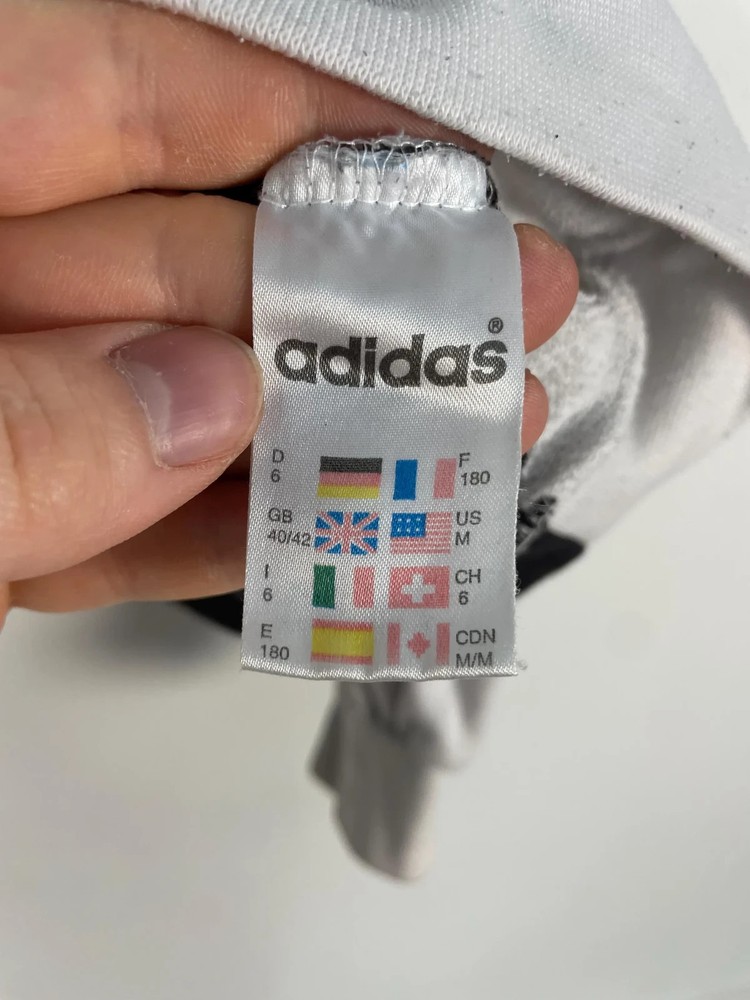 adidas®
D F
6 180
GB US
40/42 M
I CH
6 6
E CDN
180 M/M